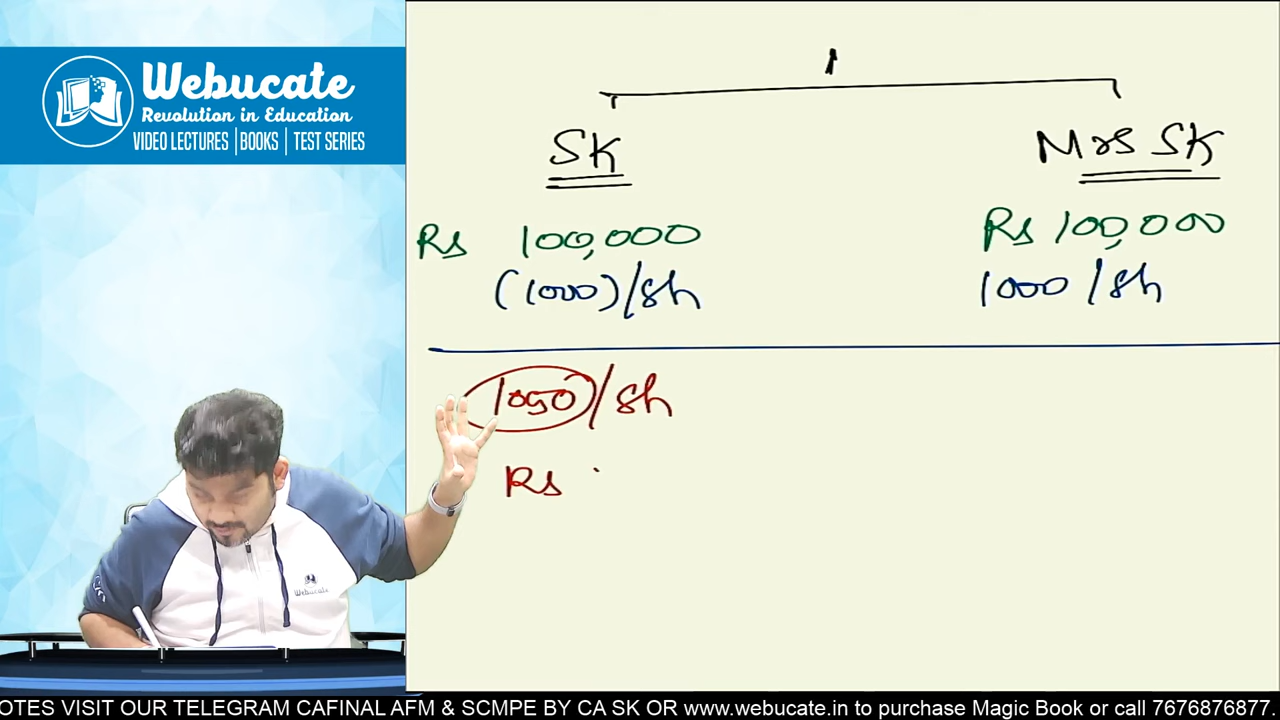 Webucate
Revolution in Education
VIDEO LECTURES | BOOKS | TEST SERIES
SK
Mrs SK
Rs 100,000
Rs 100,000
(1000)/Sh
1000/Sh
1050/Sh
Rs
Webucate
OTES VISIT OUR TELEGRAM CAFINAL AFM & SCMPE BY CA SK OR www.webucate.in to purchase Magic Book or call 7676876877.